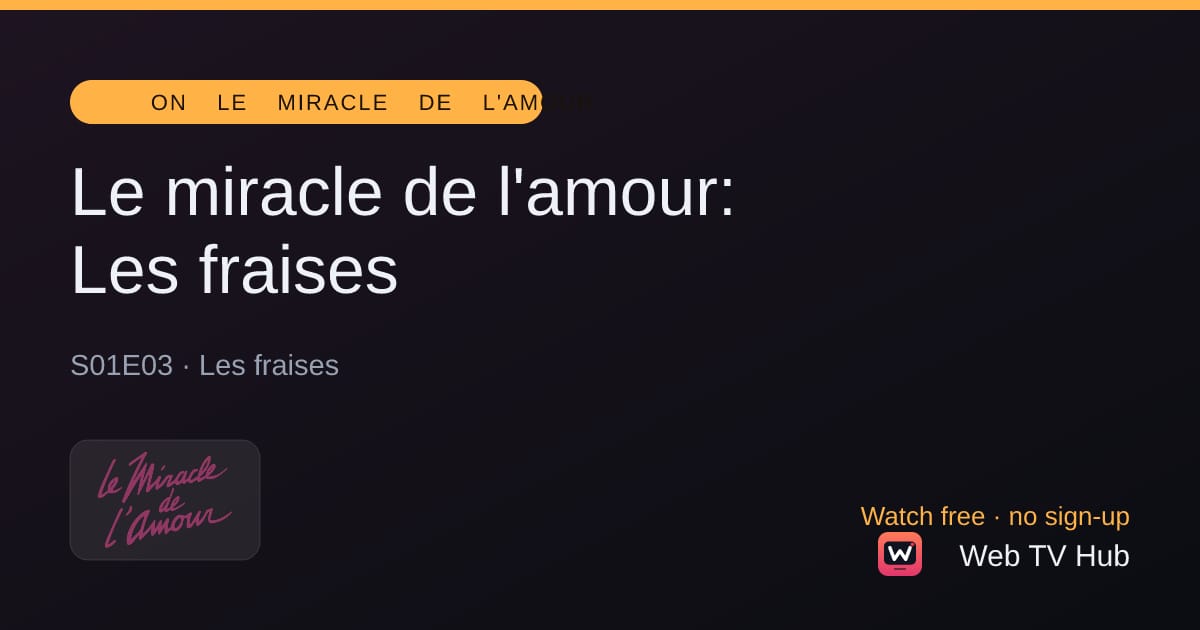 ON LE MIRACLE DE L'AMOUR
Le miracle de l'amour:
Les fraises
S01E03 · Les fraises
Le Miracle
de
l'Amour
Watch free · no sign-up
W
Web TV Hub